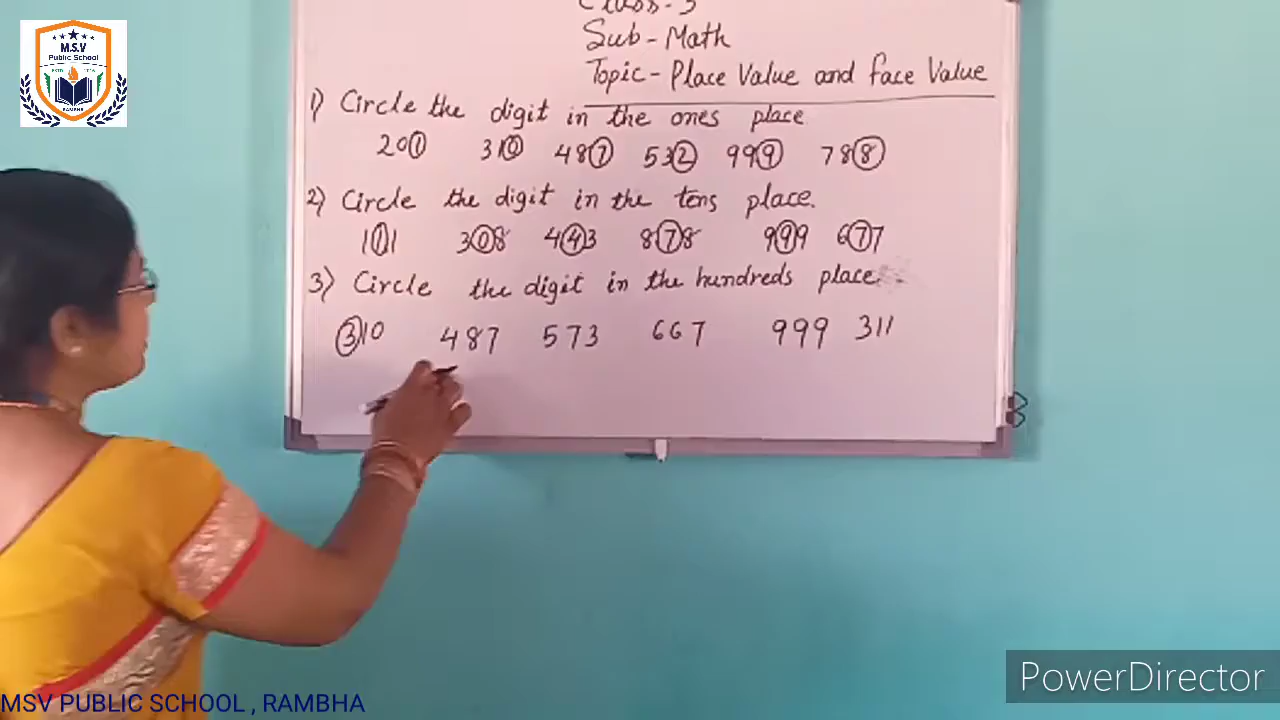 M.S.V
Public School
ESTD
RAMBHA
Class-3
Sub-Math
Topic-Place Value and face Value
1) Circle the digit in the ones place
201 310 487 532 999 788
2) Circle the digit in the tens place.
101 308 443 878 999 677
3) Circle the digit in the hundreds place.
310 487 573 667 999 311
MSV PUBLIC SCHOOL , RAMBHA
PowerDirector